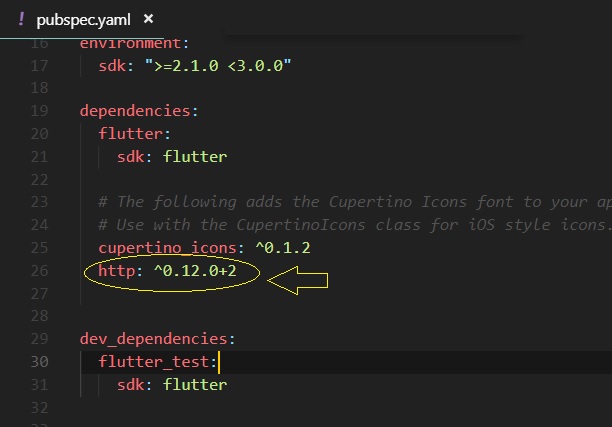 ! pubspec.yaml ×
16 environment:
17 sdk: ">=2.1.0 <3.0.0"
18
19 dependencies:
20 flutter:
21 sdk: flutter
22
23 # The following adds the Cupertino Icons font to your
24 # Use with the CupertinoIcons class for iOS style icons.
25 cupertino_icons: ^0.1.2
26 http: ^0.12.0+2
27
28
29 dev_dependencies:
30 flutter_test:
31 sdk: flutter
32